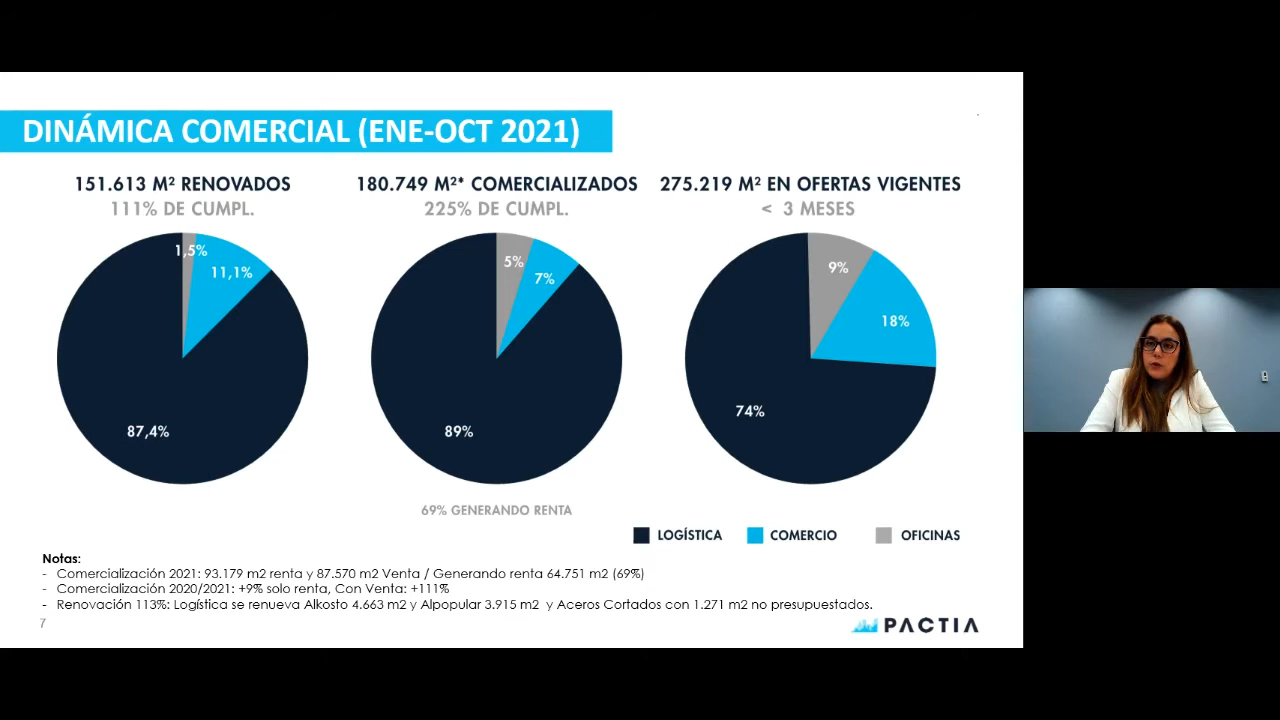 DINÁMICA COMERCIAL (ENE-OCT 2021)
151.613 M² RENOVADOS
111% DE CUMPL.
1,5%
11,1%
87,4%
180.749 M²* COMERCIALIZADOS
225% DE CUMPL.
5%
7%
89%
69% GENERANDO RENTA
275.219 M² EN OFERTAS VIGENTES
< 3 MESES
9%
18%
74%
LOGÍSTICA COMERCIO OFICINAS
Notas:
- Comercialización 2021: 93.179 m2 renta y 87.570 m2 Venta / Generando renta 64.751 m2 (69%)
- Comercialización 2020/2021: +9% solo renta, Con Venta: +111%
- Renovación 113%: Logística se renueva Alkosto 4.663 m2 y Alpopular 3.915 m2 y Aceros Cortados con 1.271 m2 no presupuestados.
7
PACTIA